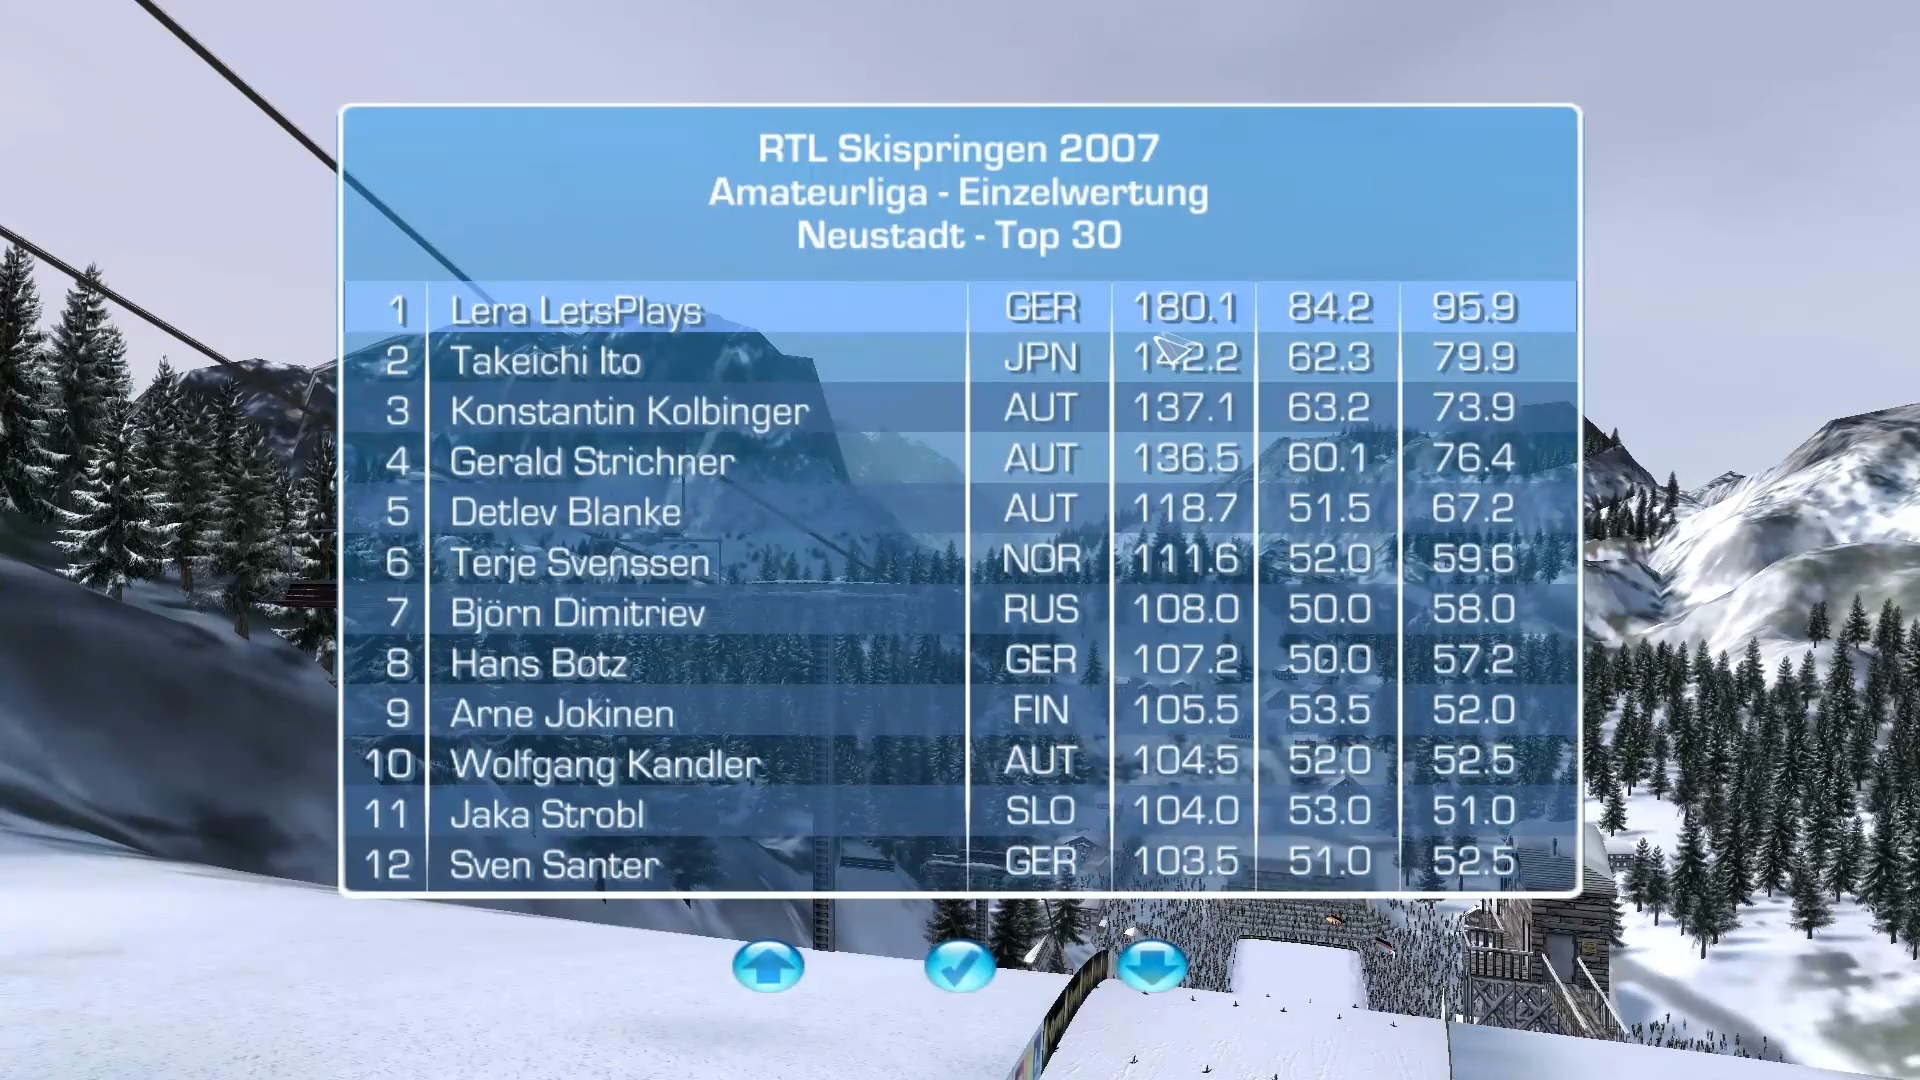 RTL Skispringen 2007
Amateurliga - Einzelwertung
Neustadt - Top 30
1 Lera LetsPlays GER 180.1 84.2 95.9
2 Takeichi Ito JPN 142.2 62.3 79.9
3 Konstantin Kolbinger AUT 137.1 63.2 73.9
4 Gerald Strichner AUT 136.5 60.1 76.4
5 Detlev Blanke AUT 118.7 51.5 67.2
6 Terje Svenssen NOR 111.6 52.0 59.6
7 Björn Dimitriev RUS 108.0 50.0 58.0
8 Hans Botz GER 107.2 50.0 57.2
9 Arne Jokinen FIN 105.5 53.5 52.0
10 Wolfgang Kandler AUT 104.5 52.0 52.5
11 Jaka Strobl SLO 104.0 53.0 51.0
12 Sven Santer GER 103.5 51.0 52.5